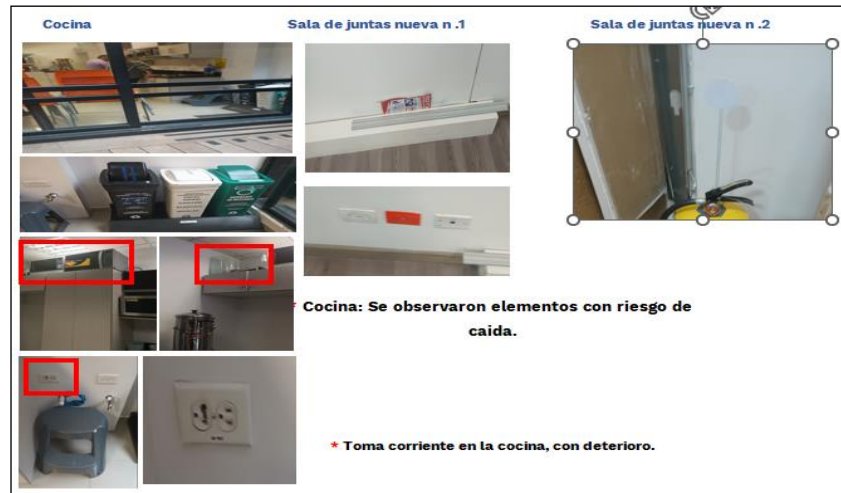 Cocina
Sala de juntas nueva n .1
Sala de juntas nueva n .2
* Cocina: Se observaron elementos con riesgo de
caida.
* Toma corriente en la cocina, con deterioro.